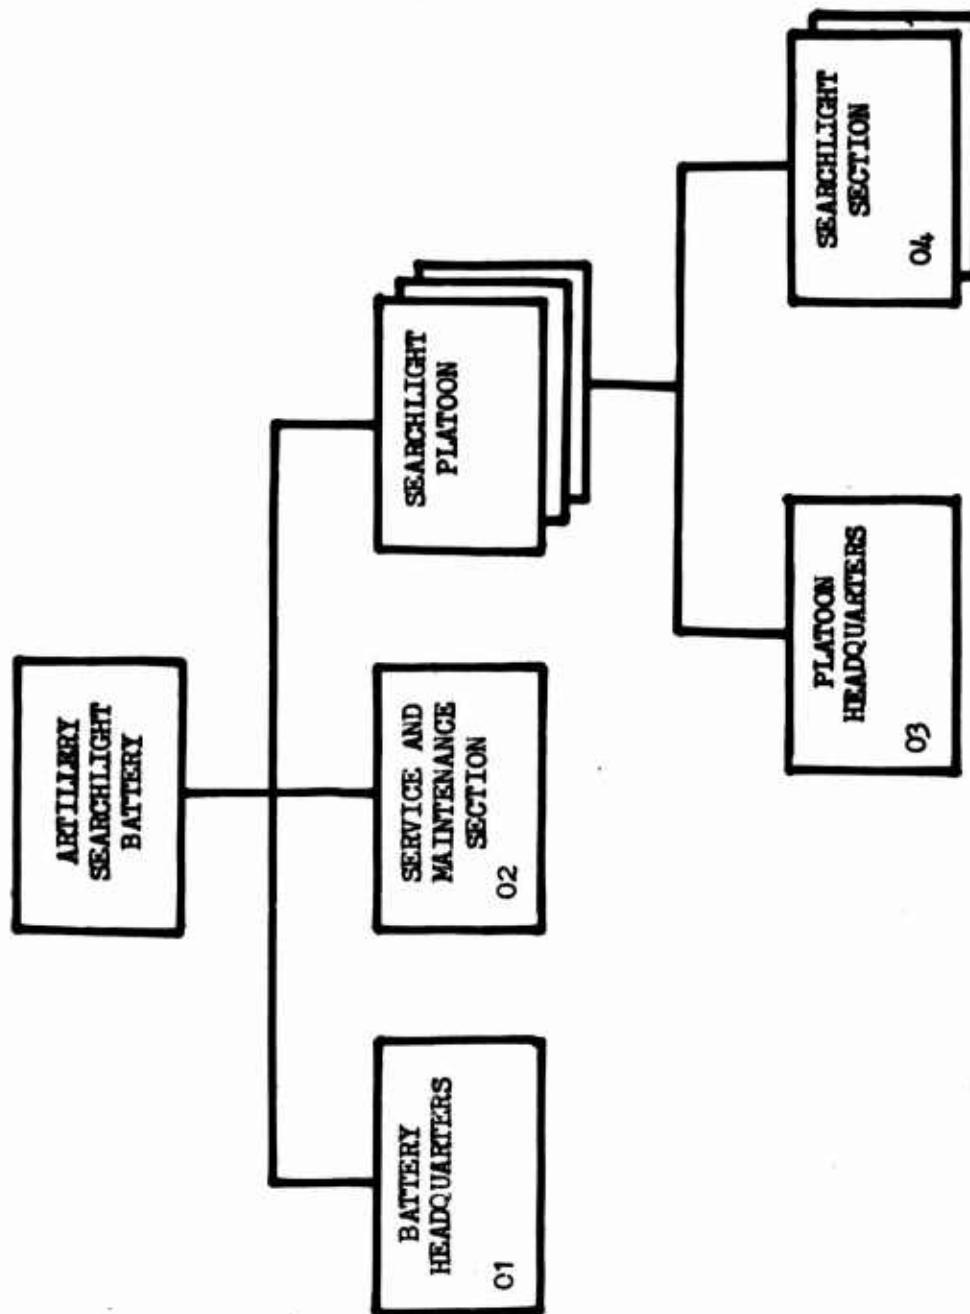 ARTILLERY
SEARCHLIGHT
BATTERY
BATTERY
HEADQUARTERS
01
SERVICE AND
MAINTENANCE
SECTION
02
SEARCHLIGHT
PLATOON
PLATOON
HEADQUARTERS
03
SEARCHLIGHT
SECTION
04